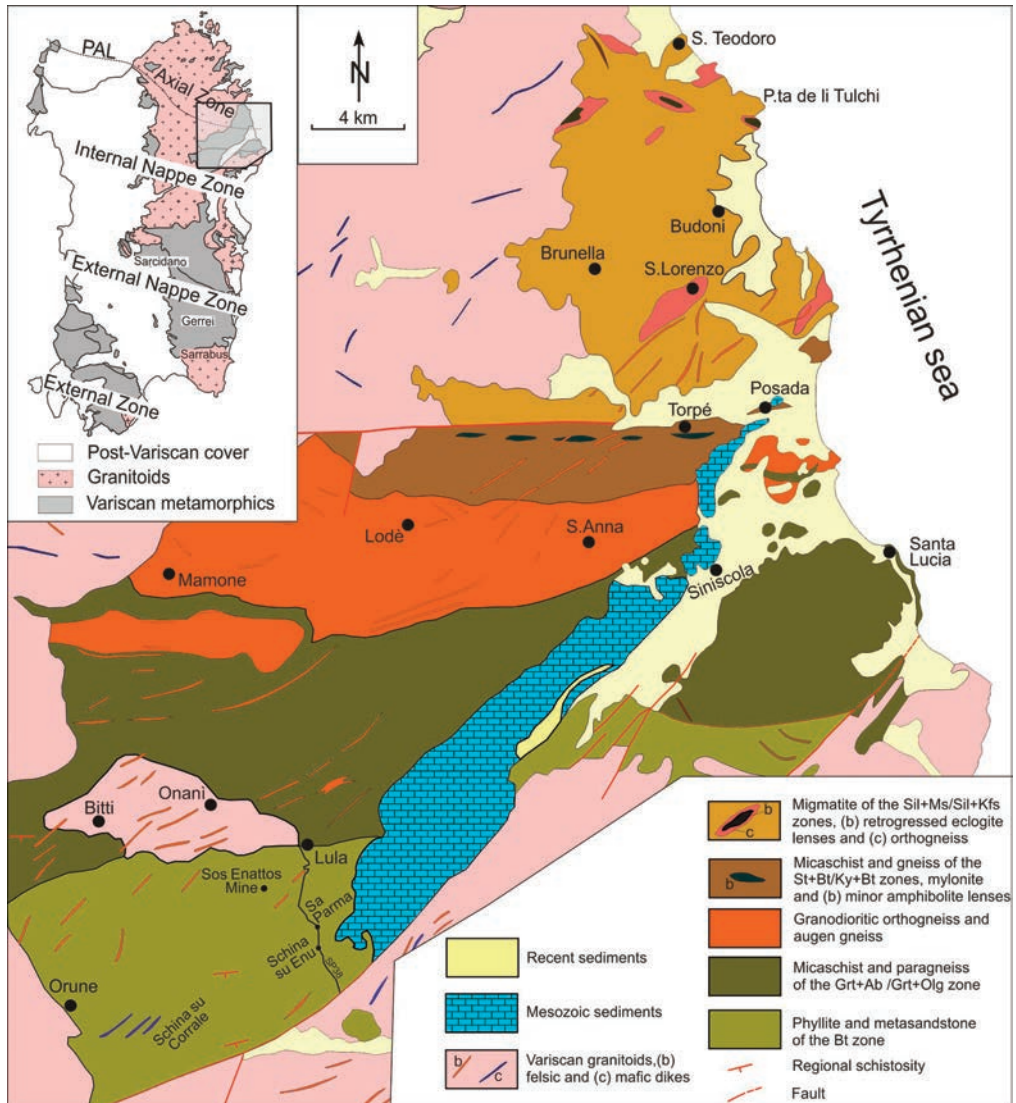 PAL
Axial Zone
Internal Nappe Zone
Sarcidano
External Nappe Zone
Gerrei
Sarrabus
External Zone
Post-Variscan cover
Granitoids
Variscan metamorphics
N
4 km
S. Teodoro
P.ta de li Tulchi
Budoni
Brunella
S.Lorenzo
Tyrrhenian sea
Posada
Torpé
Lodè
S.Anna
Mamone
Siniscola
Santa
Lucia
Onanì
Bitti
Lula
Sos Enattos
Mine
Sa Parma
Schina
su Enu
SP38
Orune
Schina su
Corrale
b
c
Migmatite of the Sil+Ms/Sil+Kfs
zones, (b) retrogressed eclogite
lenses and (c) orthogneiss
b
Micaschist and gneiss of the
St+Bt/Ky+Bt zones, mylonite
and (b) minor amphibolite lenses
Granodioritic orthogneiss and
augen gneiss
Micaschist and paragneiss
of the Grt+Ab /Grt+Olg zone
Phyllite and metasandstone
of the Bt zone
Regional schistosity
Fault
Recent sediments
Mesozoic sediments
b
c
Variscan granitoids,(b)
felsic and (c) mafic dikes